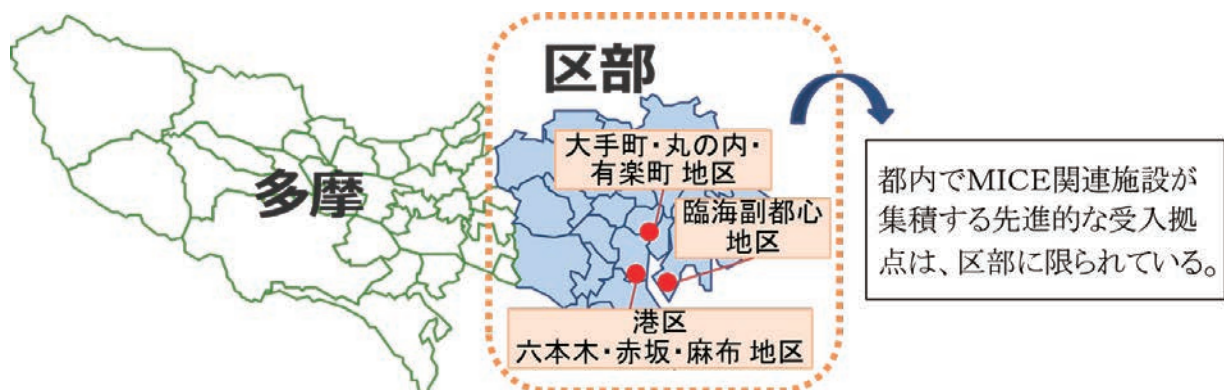 区部
多摩
大手町・丸の内・
有楽町 地区
臨海副都心
地区
港区
六本木・赤坂・麻布 地区
都内でMICE関連施設が
集積する先進的な受入拠
点は、区部に限られている。